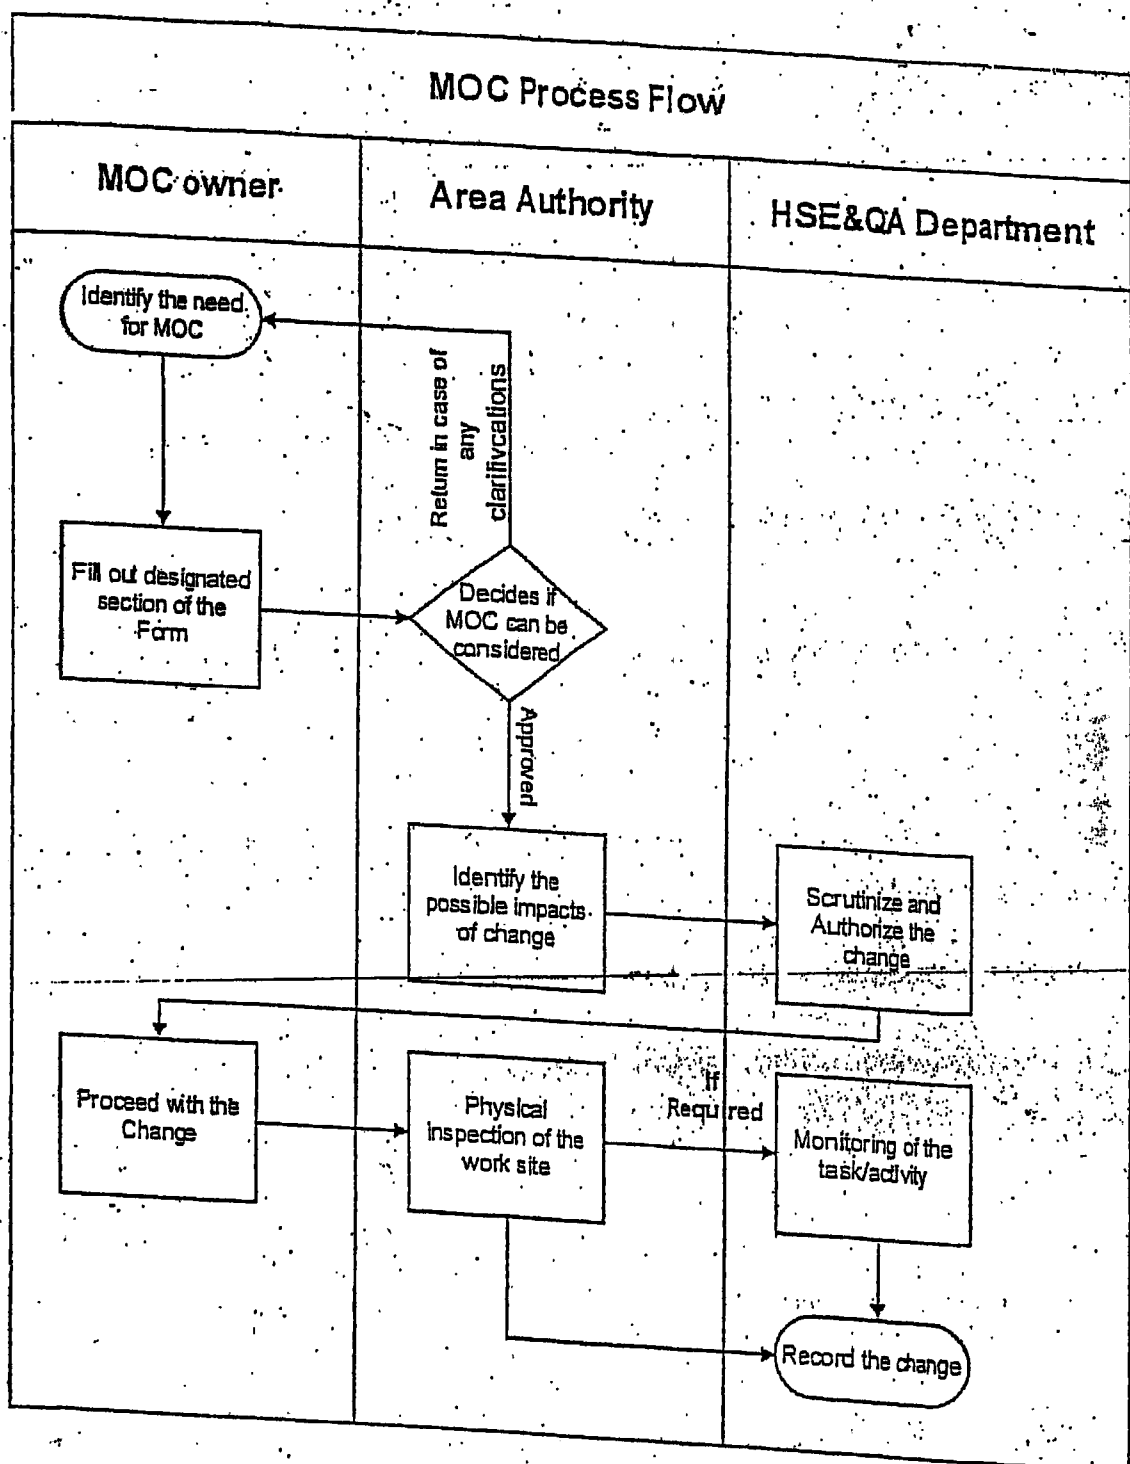 MOC Process Flow
MOC owner
Area Authority
HSE&QA Department
Identify the need
for MOC
Return in case of
any
clarifivcations
Fill out designated
section of the
Form
Decides if
MOC can be
considered
Approved
Identify the
possible impacts
of change
Scrutinize and
Authorize the
change
Proceed with the
Change
Physical
inspection of the
work site
If
Required
Monitoring of the
task/activity
Record the change